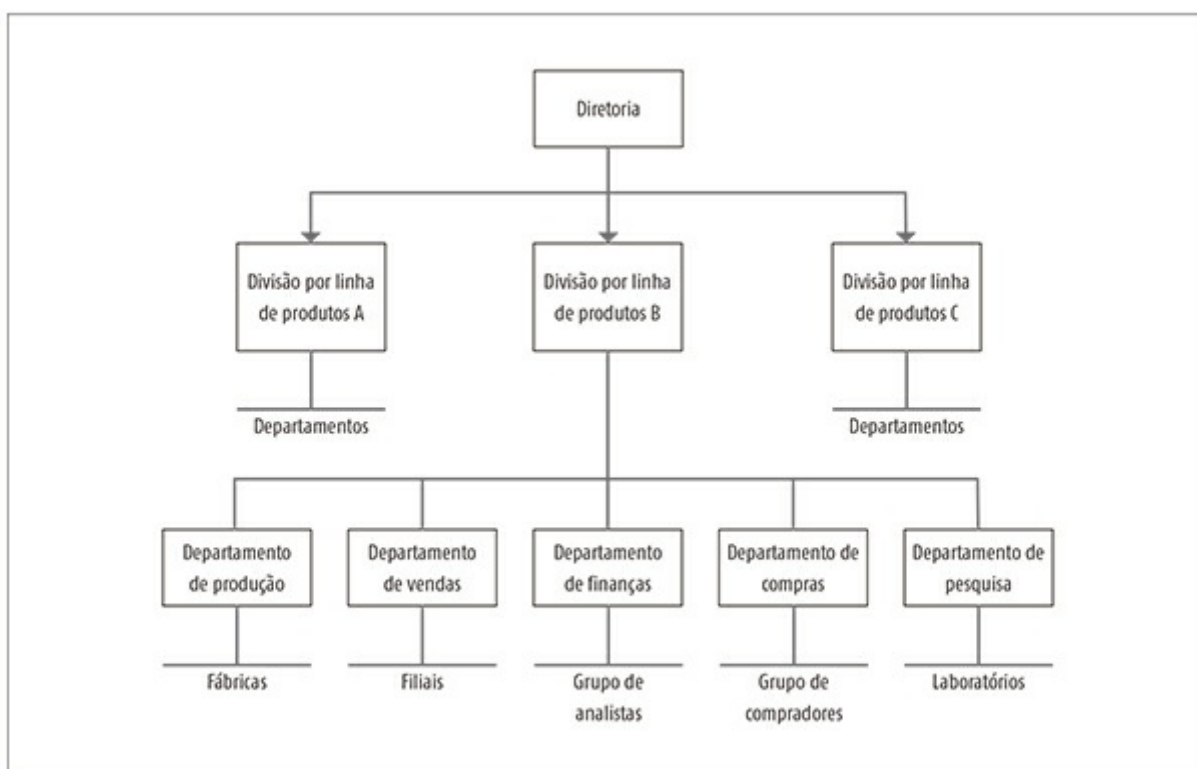 Diretoria
Divisão por linha
de produtos A
Divisão por linha
de produtos B
Divisão por linha
de produtos C
Departamentos
Departamentos
Departamento
de produção
Departamento
de vendas
Departamento
de finanças
Departamento de
compras
Departamento de
pesquisa
Fábricas
Filiais
Grupo de
analistas
Grupo de
compradores
Laboratórios